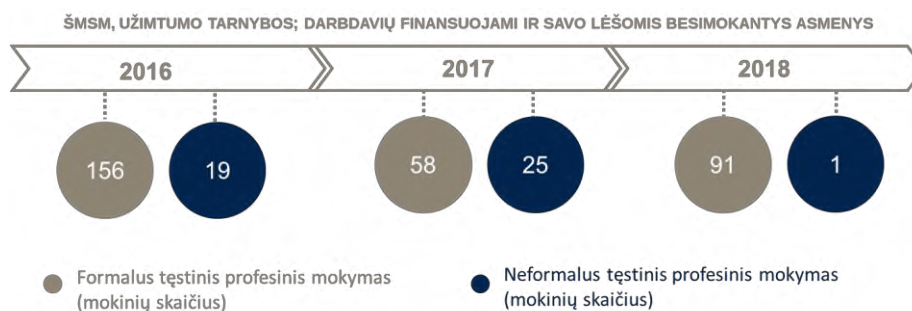 ŠMSM, UŽIMTUMO TARNYBOS; DARBDAVIŲ FINANSUOJAMI IR SAVO LĖŠOMIS BESIMOKANTYS ASMENYS
2016 2017 2018
156 19 58 25 91 1
Formalus tęstinis profesinis mokymas
(mokinių skaičius)
Neformalus tęstinis profesinis mokymas
(mokinių skaičius)